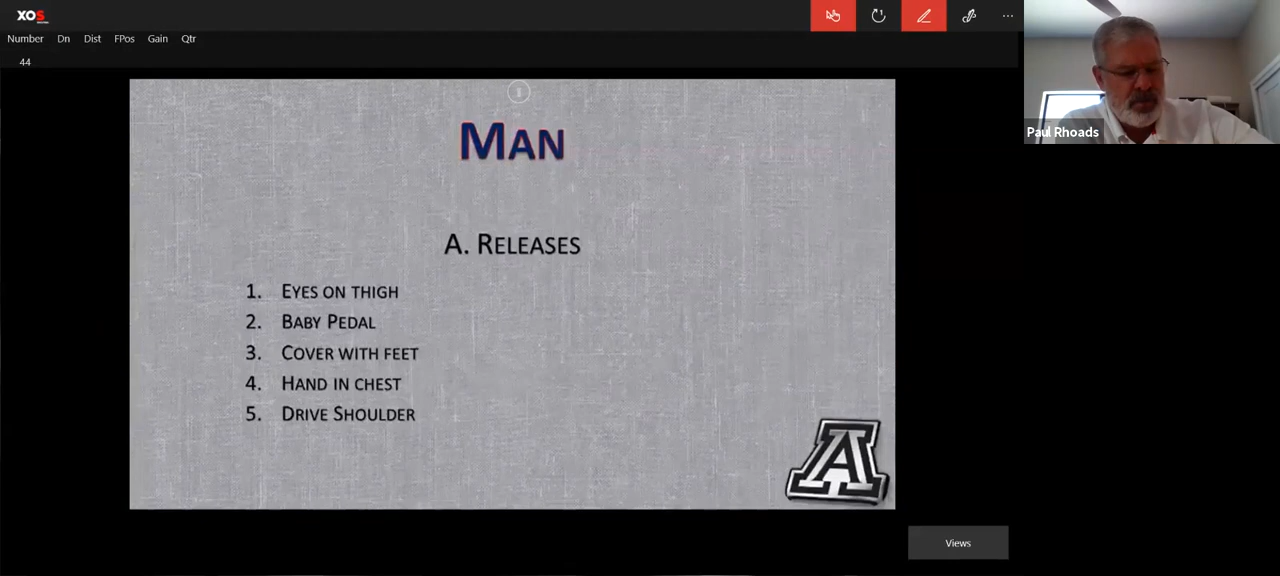 XOS
Number Dn Dist FPos Gain Qtr
44
Paul Rhoads
MAN
A. RELEASES
1. EYES ON THIGH
2. BABY PEDAL
3. COVER WITH FEET
4. HAND IN CHEST
5. DRIVE SHOULDER
A
Views